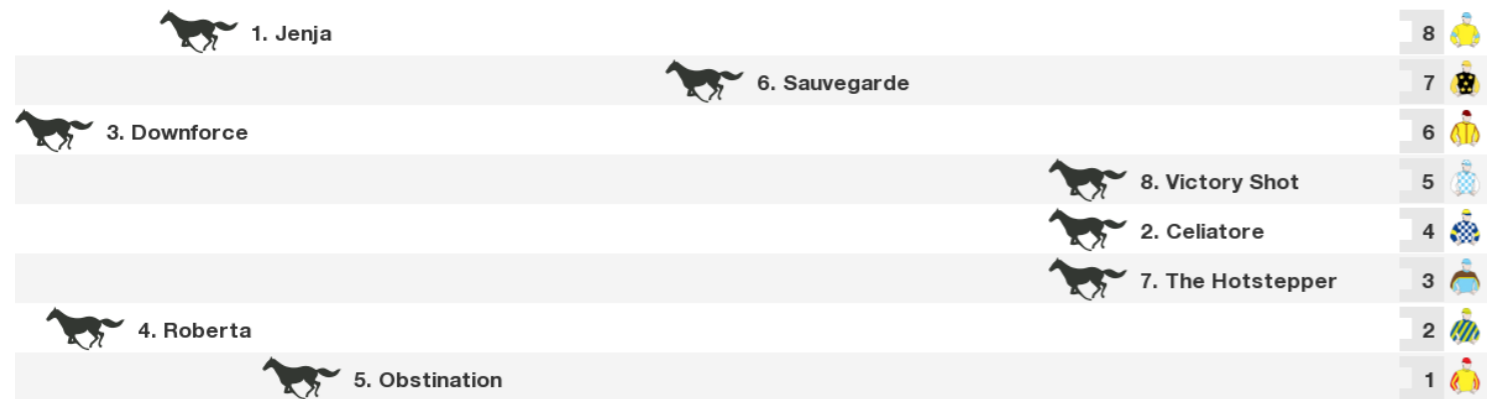 1. Jenja 8
6. Sauvegarde 7
3. Downforce 6
8. Victory Shot 5
2. Celiatore 4
7. The Hotstepper 3
4. Roberta 2
5. Obstination 1